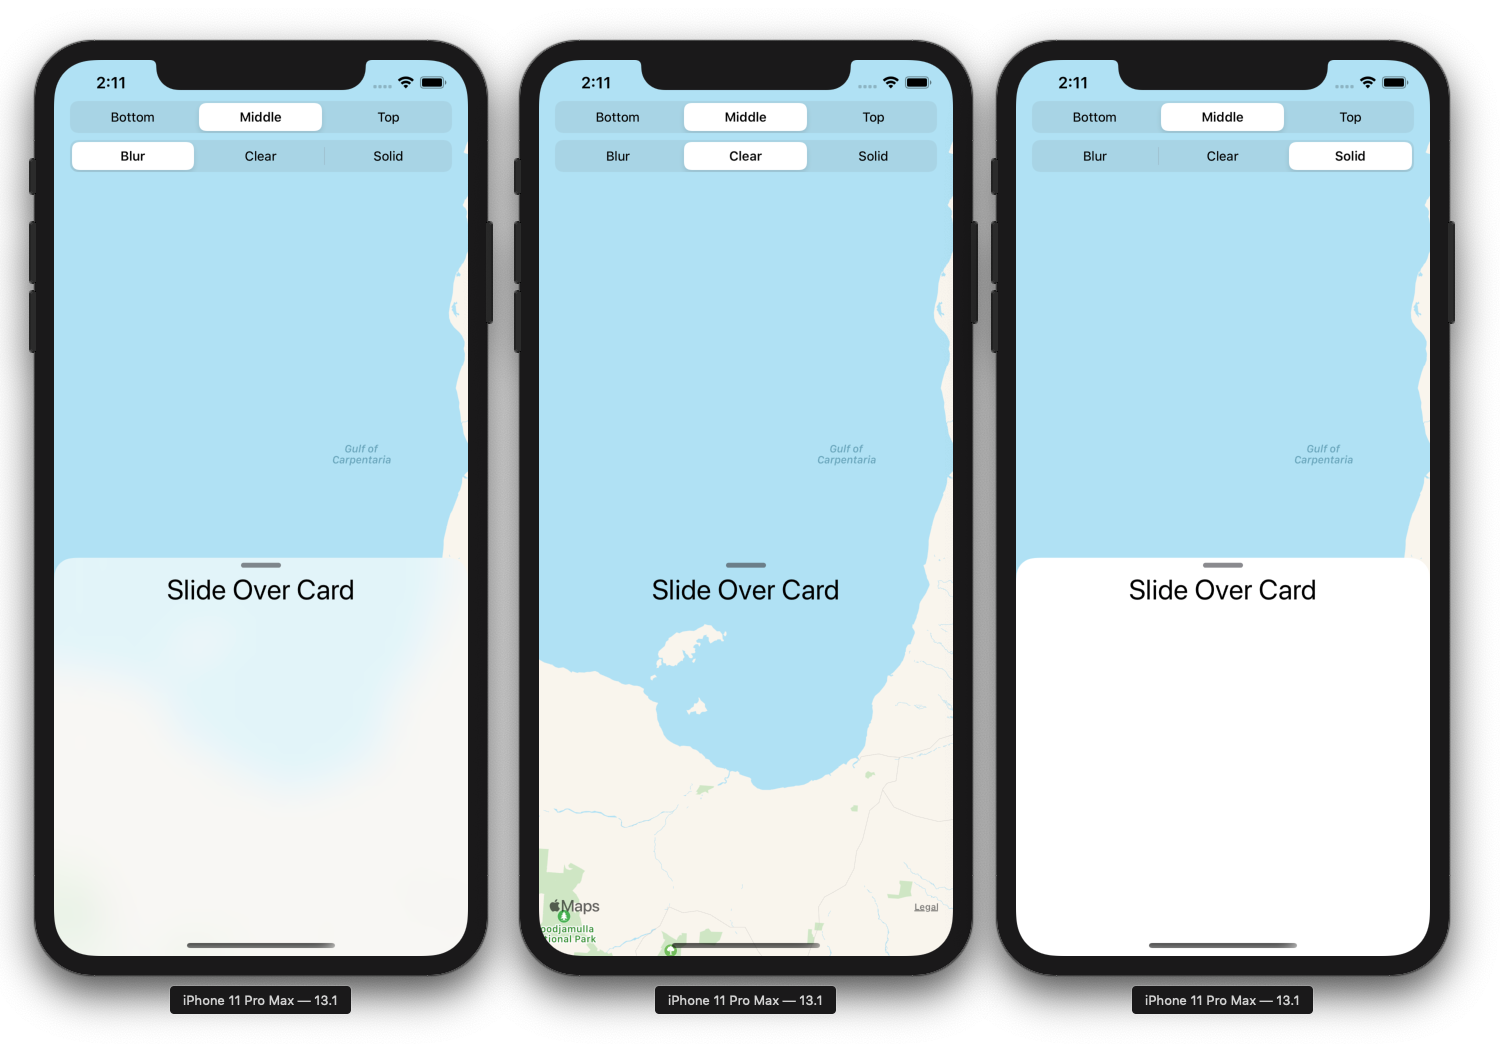 2:11
Bottom Middle Top
Blur Clear Solid
Gulf of
Carpentaria
Slide Over Card
iPhone 11 Pro Max — 13.1
2:11
Bottom Middle Top
Blur Clear Solid
Gulf of
Carpentaria
Slide Over Card
Maps
Legal
oodjamulla
ional Park
iPhone 11 Pro Max — 13.1
2:11
Bottom Middle Top
Blur Clear Solid
Gulf of
Carpentaria
Slide Over Card
iPhone 11 Pro Max — 13.1